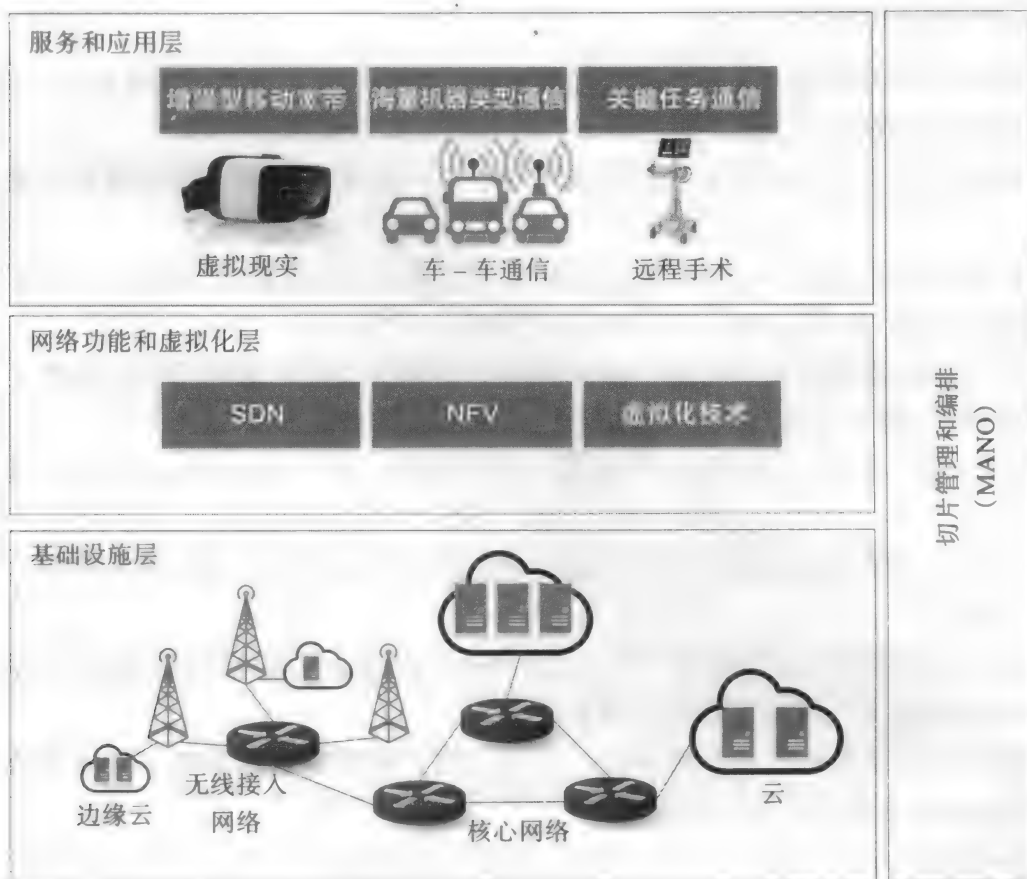 服务和应用层
增强型移动宽带
海量机器类型通信
关键任务通信
虚拟现实
车–车通信
远程手术
网络功能和虚拟化层
SDN
NFV
虚拟化技术
切片管理和编排
(MANO)
基础设施层
边缘云
无线接入
网络
核心网络
云